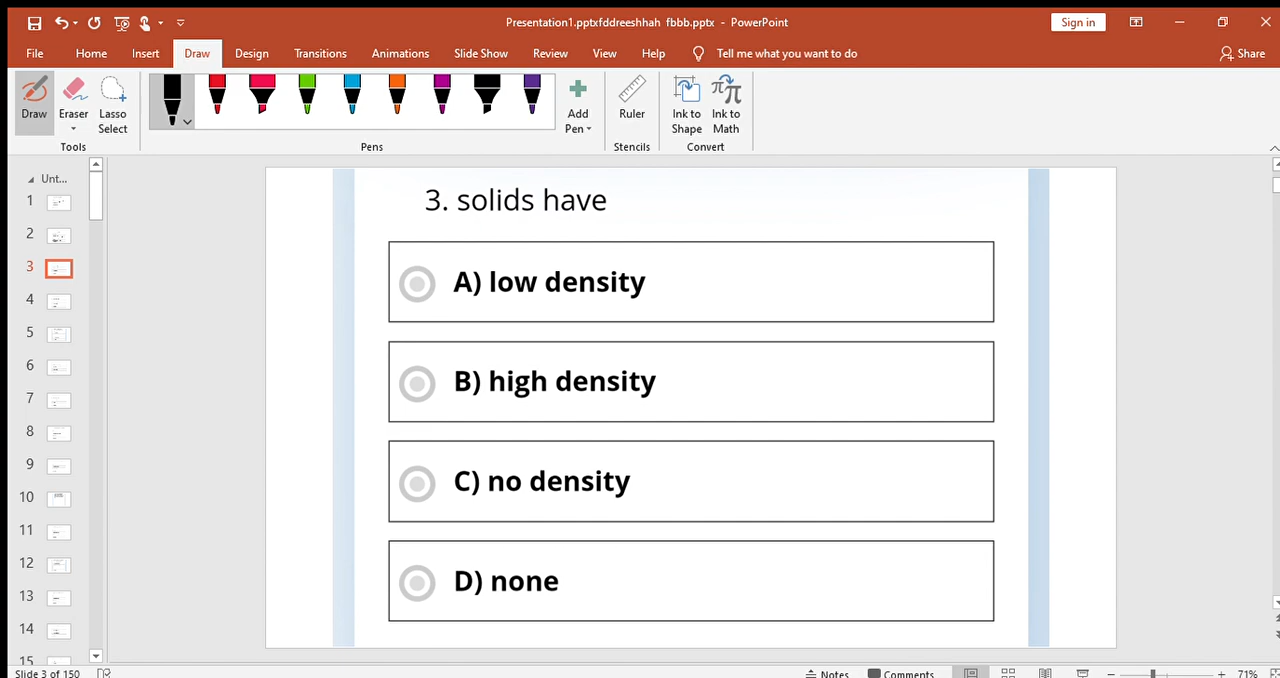 Presentation1.pptxfddreeshhah fbbb.pptx - PowerPoint
Sign in
File Home Insert Draw Design Transitions Animations Slide Show Review View Help Tell me what you want to do Share
Draw Eraser Lasso Select Add Pen Ruler Ink to Shape Ink to Math
Tools Pens Stencils Convert
Unt...
1
2
3
4
5
6
7
8
9
10
11
12
13
14
15
3. solids have
A) low density
B) high density
C) no density
D) none
Slide 3 of 150 Notes Comments 71%